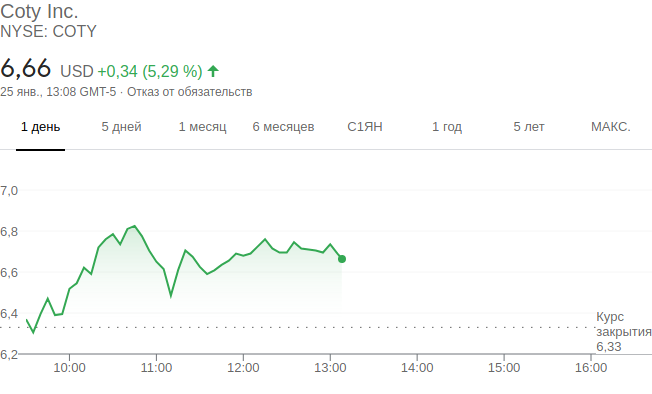 Coty Inc.
NYSE: COTY
6,66 USD +0,34 (5,29 %)
25 янв., 13:08 GMT-5 · Отказ от обязательств
1 день 5 дней 1 месяц 6 месяцев С1ЯН 1 год 5 лет МАКС.
7,0
6,8
6,6
6,4
Курс
закрытия
6,33
6,2
10:00 11:00 12:00 13:00 14:00 15:00 16:00